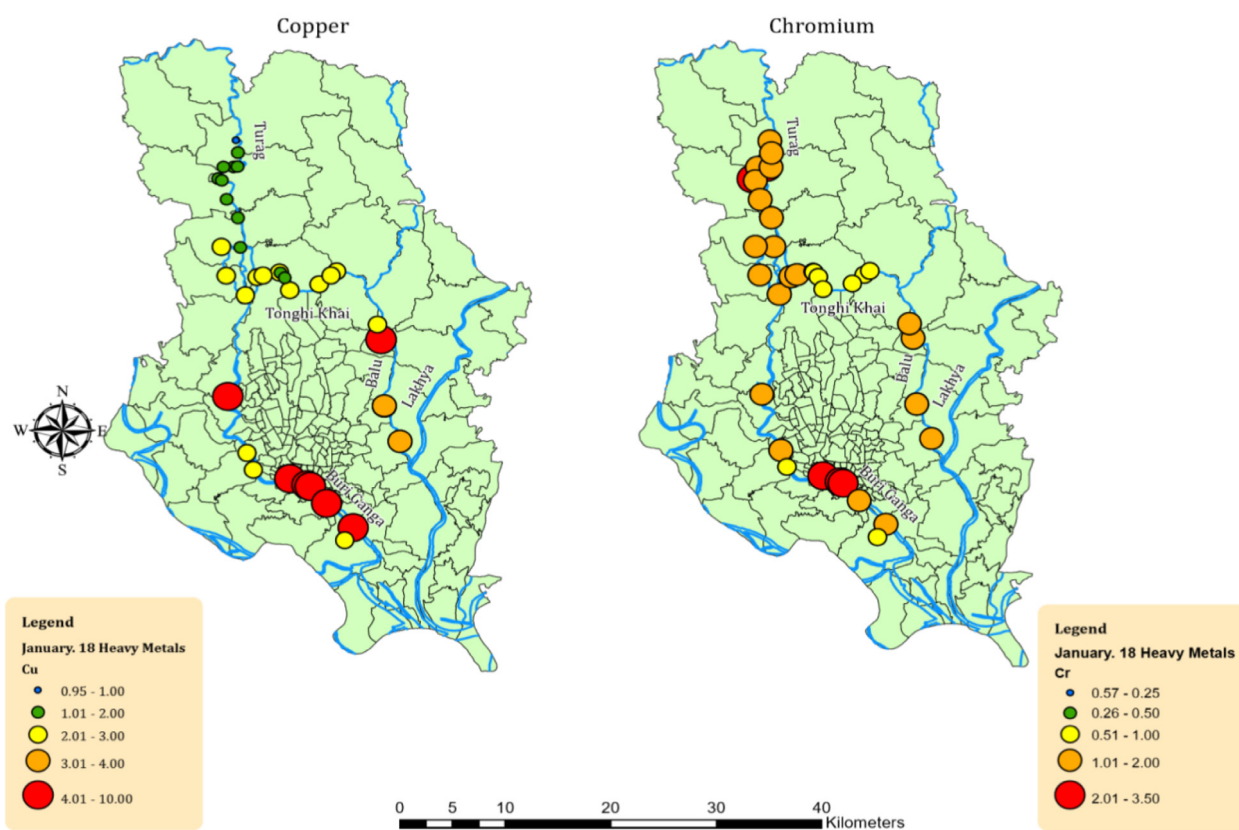 Copper
Chromium
Turag
Turag
Tonghi Khai
Tonghi Khai
Balu
Lakhya
Balu
Lakhya
N
W E
S
Buri Ganga
Buri Ganga
Legend
January. 18 Heavy Metals
Cu
0.95 - 1.00
1.01 - 2.00
2.01 - 3.00
3.01 - 4.00
4.01 - 10.00
Legend
January. 18 Heavy Metals
Cr
0.57 - 0.25
0.26 - 0.50
0.51 - 1.00
1.01 - 2.00
2.01 - 3.50
0 5 10 20 30 40
Kilometers